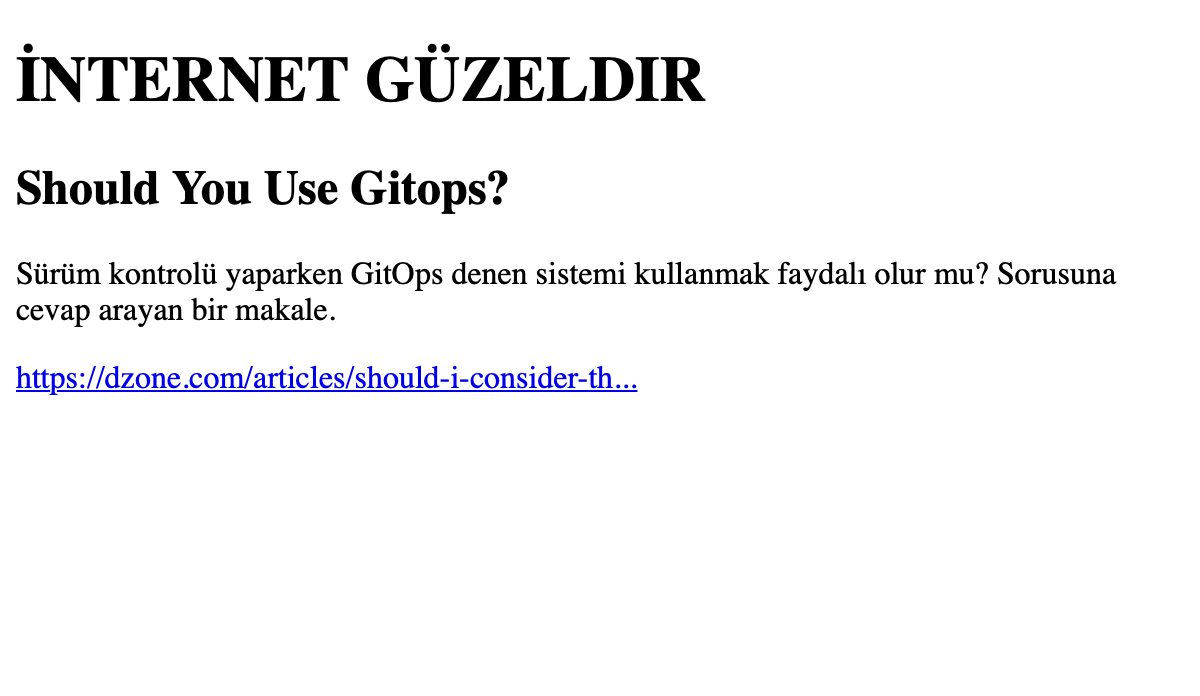 İNTERNET GÜZELDIR
Should You Use Gitops?
Sürüm kontrolü yaparken GitOps denen sistemi kullanmak faydalı olur mu? Sorusuna
cevap arayan bir makale.
https://dzone.com/articles/should-i-consider-th...